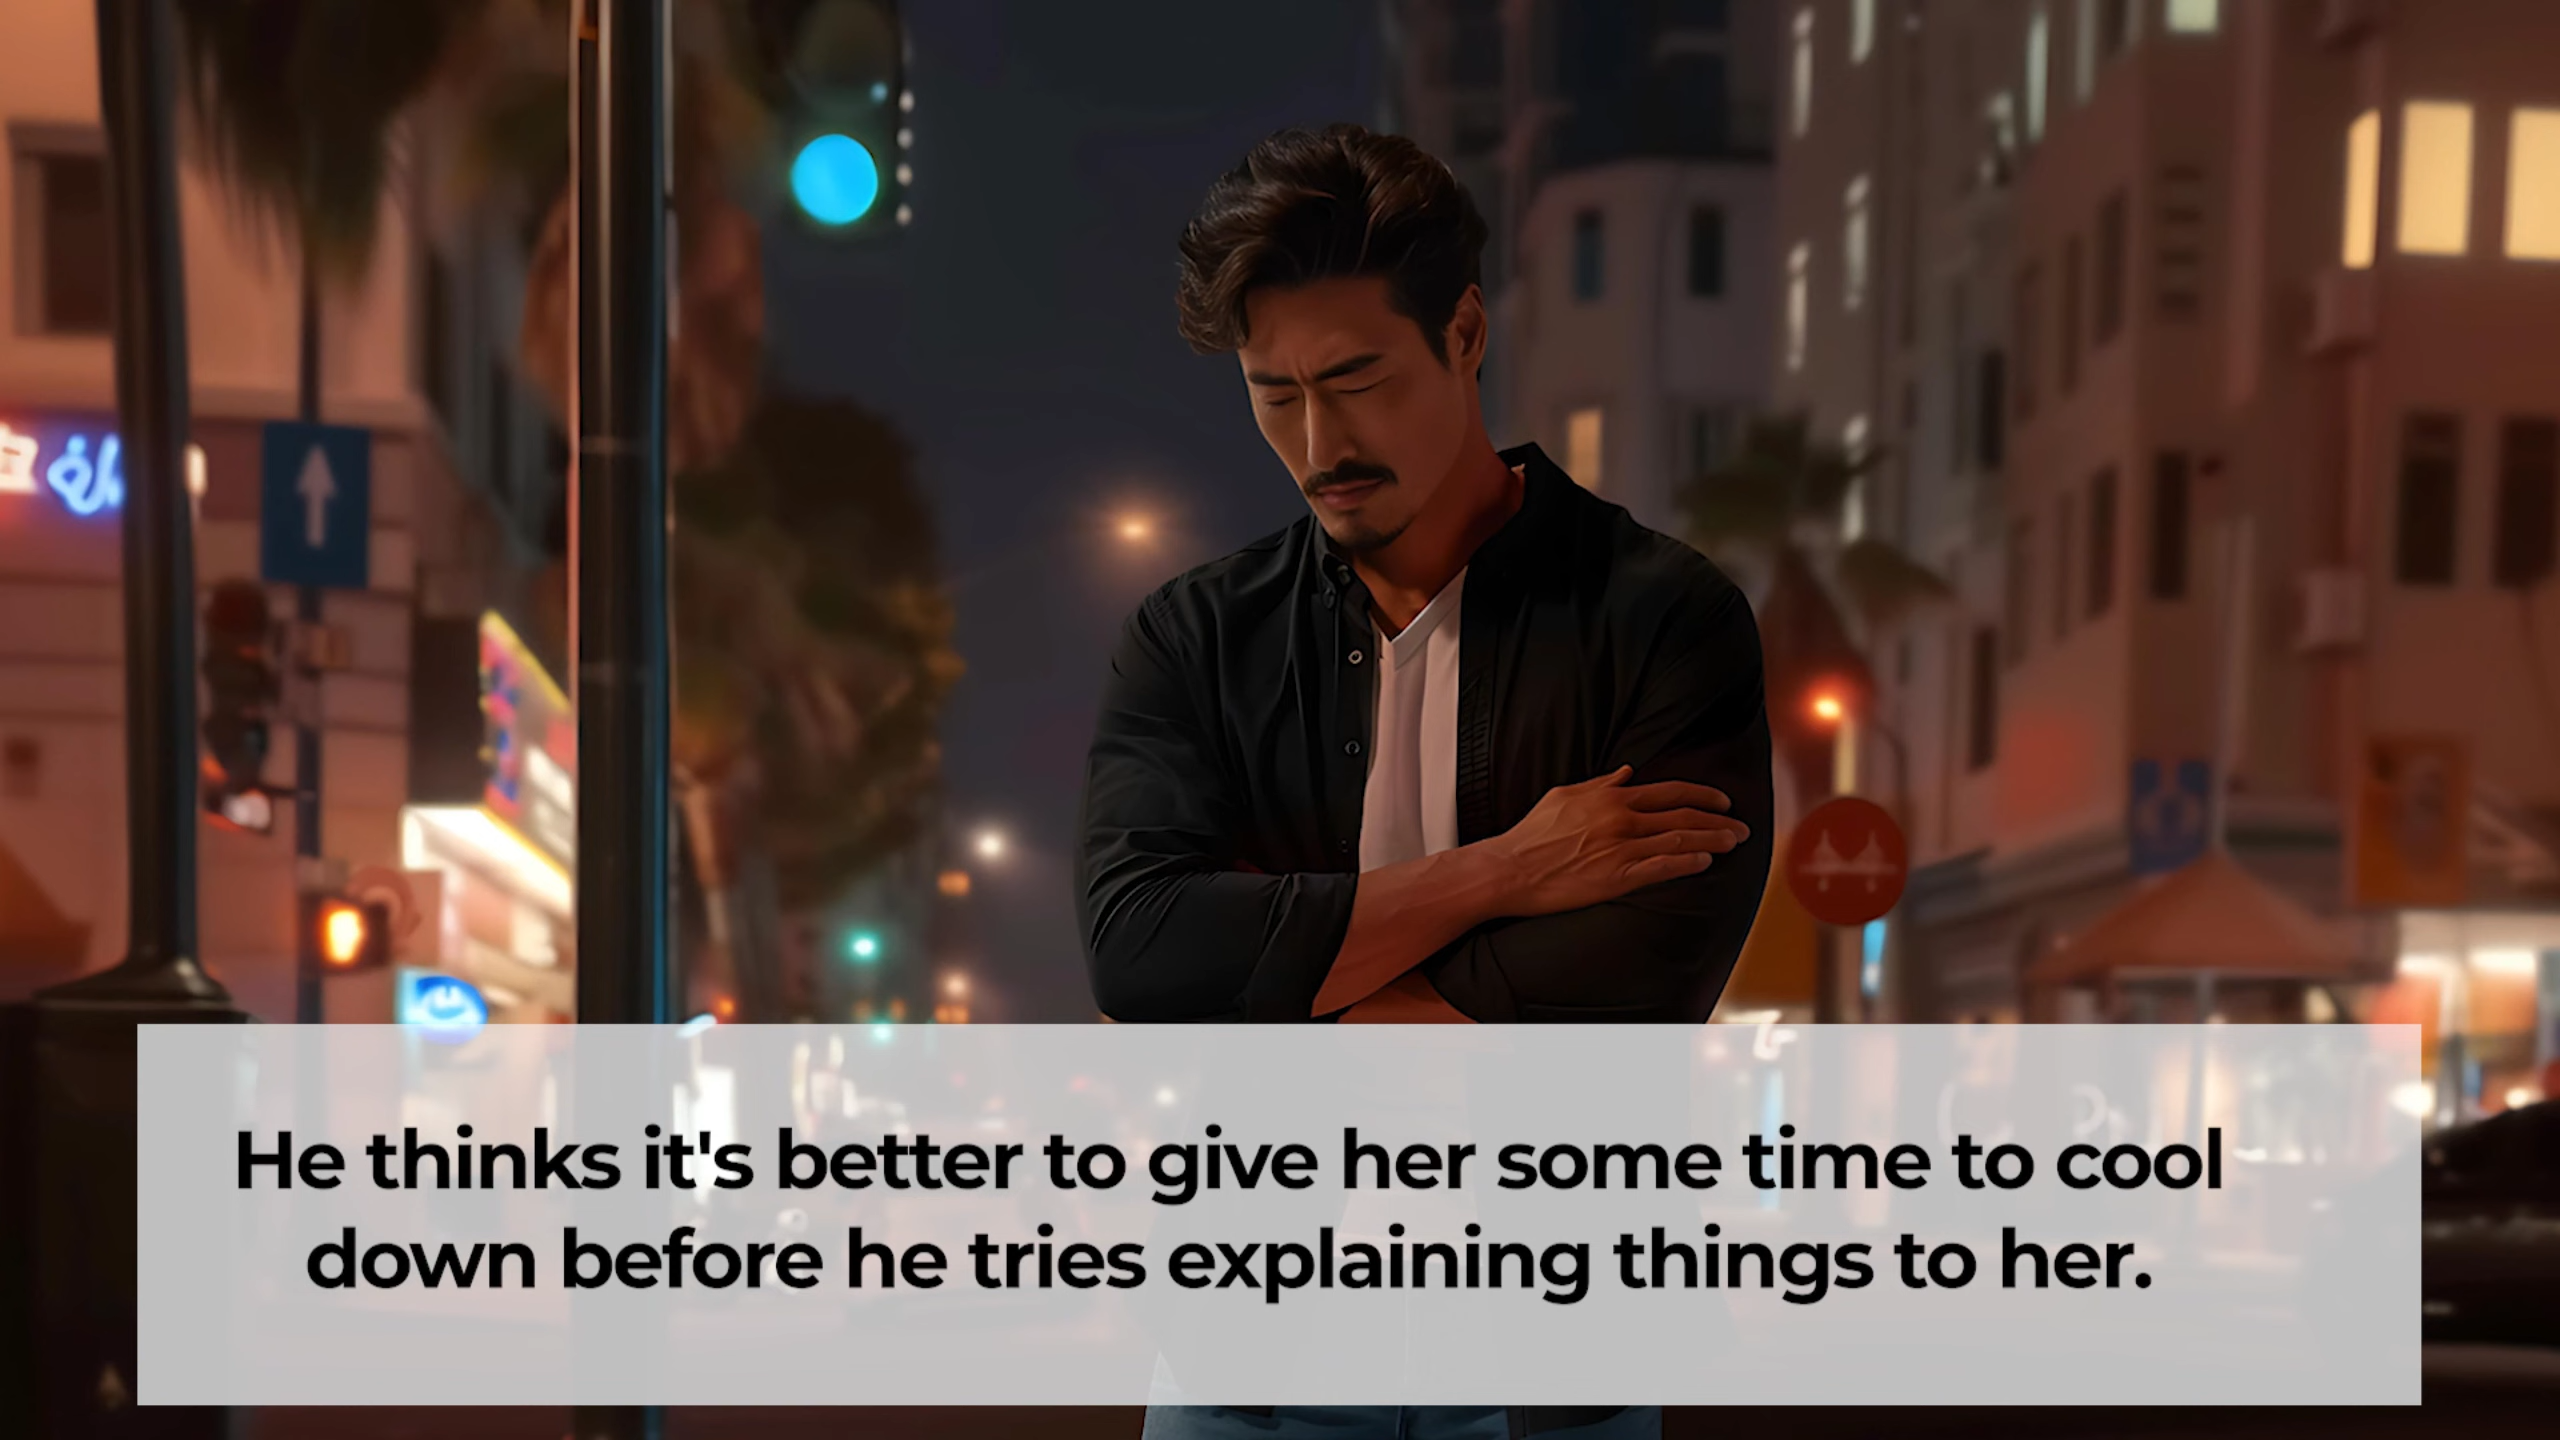 He thinks it's better to give her some time to cool
down before he tries explaining things to her.